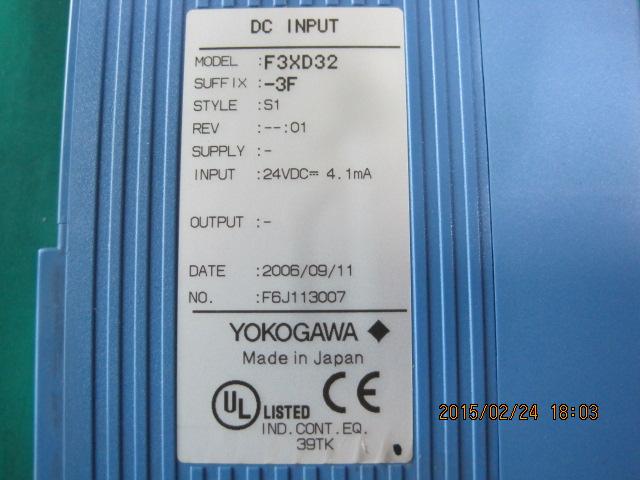 DC INPUT
MODEL :F3XD32
SUFFIX :-3F
STYLE :S1
REV :--:01
SUPPLY :-
INPUT :24VDC⎓ 4.1mA
OUTPUT :-
DATE :2006/09/11
NO. :F6J113007
YOKOGAWA ◆
Made in Japan
UL LISTED CE
IND.CONT.EQ.
39TK
2015/02/24 18:03